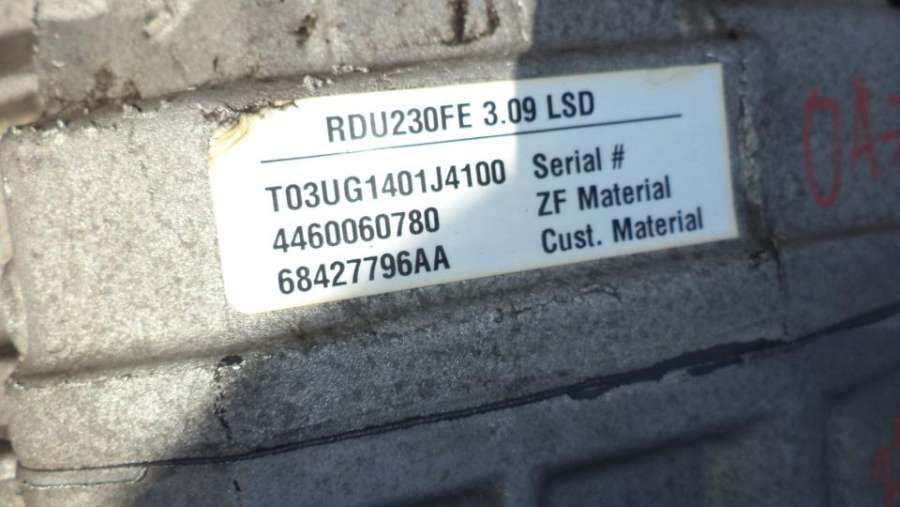 RDU230FE 3.09 LSD
T03UG1401J4100 Serial #
4460060780 ZF Material
68427796AA Cust. Material